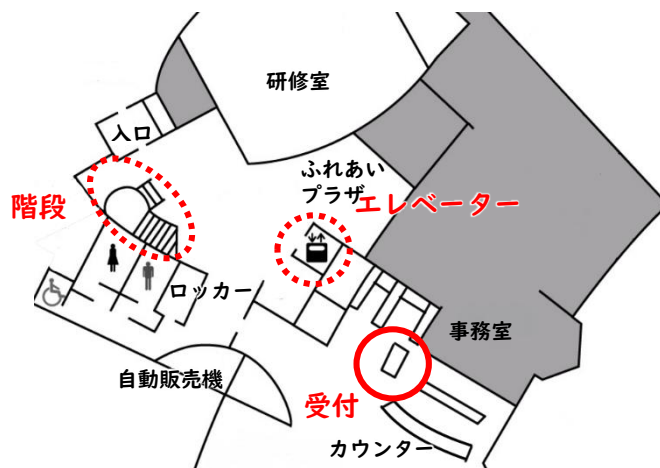 研修室
入口
ふれあい
プラザ
階段
エレベーター
ロッカー
事務室
自動販売機
受付
カウンター